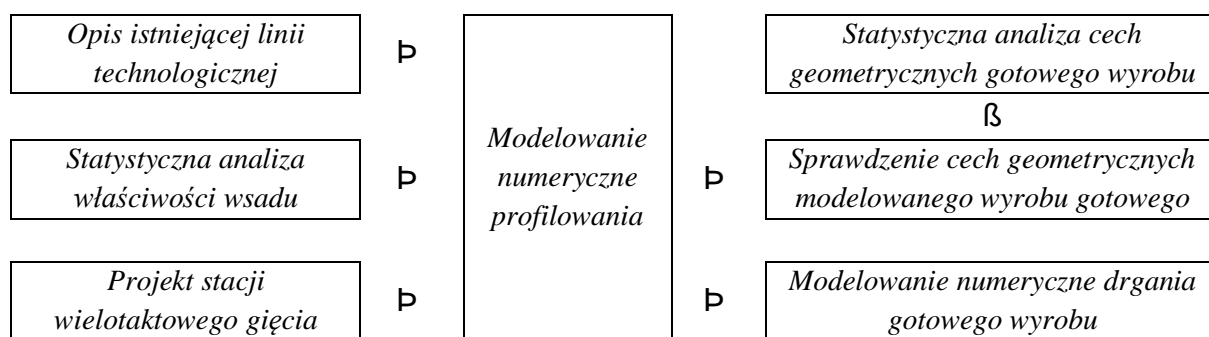 Opis istniejącej linii
technologicznej
Þ
Statystyczna analiza
właściwości wsadu
Þ
Projekt stacji
wielotaktowego gięcia
Þ
Modelowanie
numeryczne
profilowania
Þ
Þ
Statystyczna analiza cech
geometrycznych gotowego wyrobu
ß
Sprawdzenie cech geometrycznych
modelowanego wyrobu gotowego
Modelowanie numeryczne drgania
gotowego wyrobu